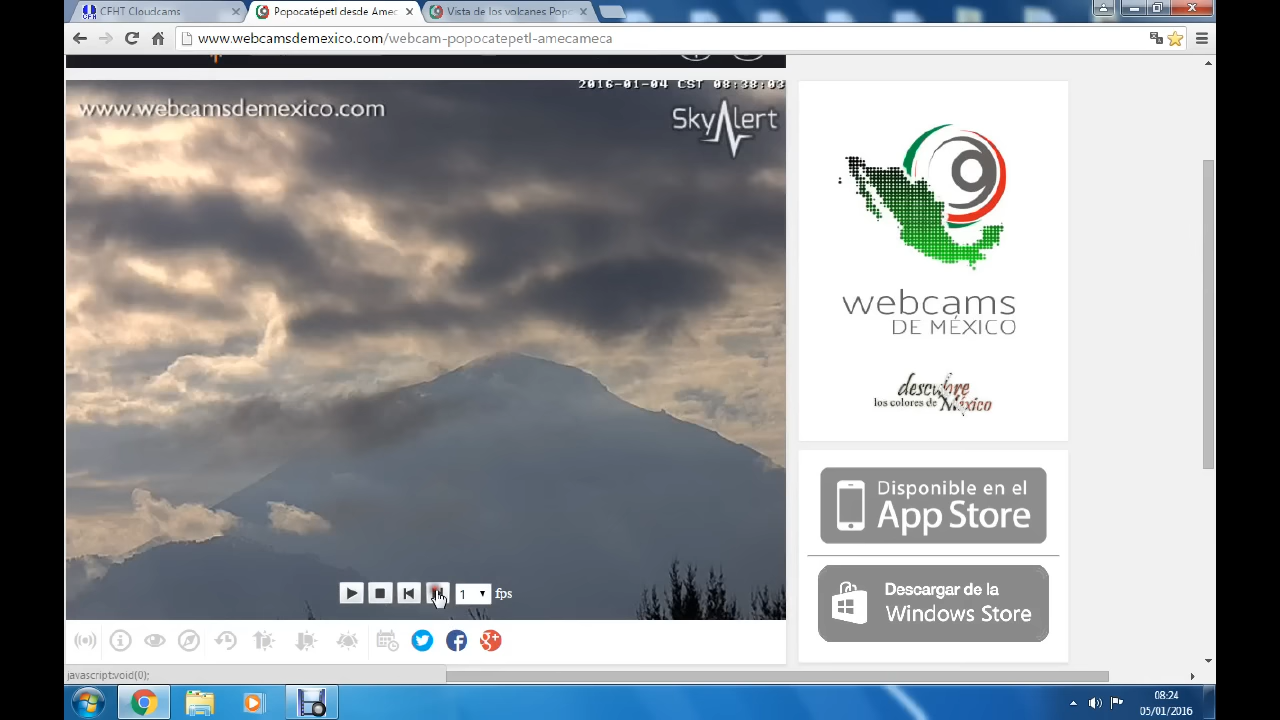 CFHT Cloudcams
Popocatépetl desde Amec
Vista de los volcanes Popo
www.webcamsdemexico.com/webcam-popocatepetl-amecameca
2016-01-04 CST 08:38:03
www.webcamsdemexico.com
SkyAlert
webcams
DE MÉXICO
descubre
los colores de México
Disponible en el
App Store
Descargar de la
Windows Store
1
fps
javascript:void(0);
08:24
05/01/2016